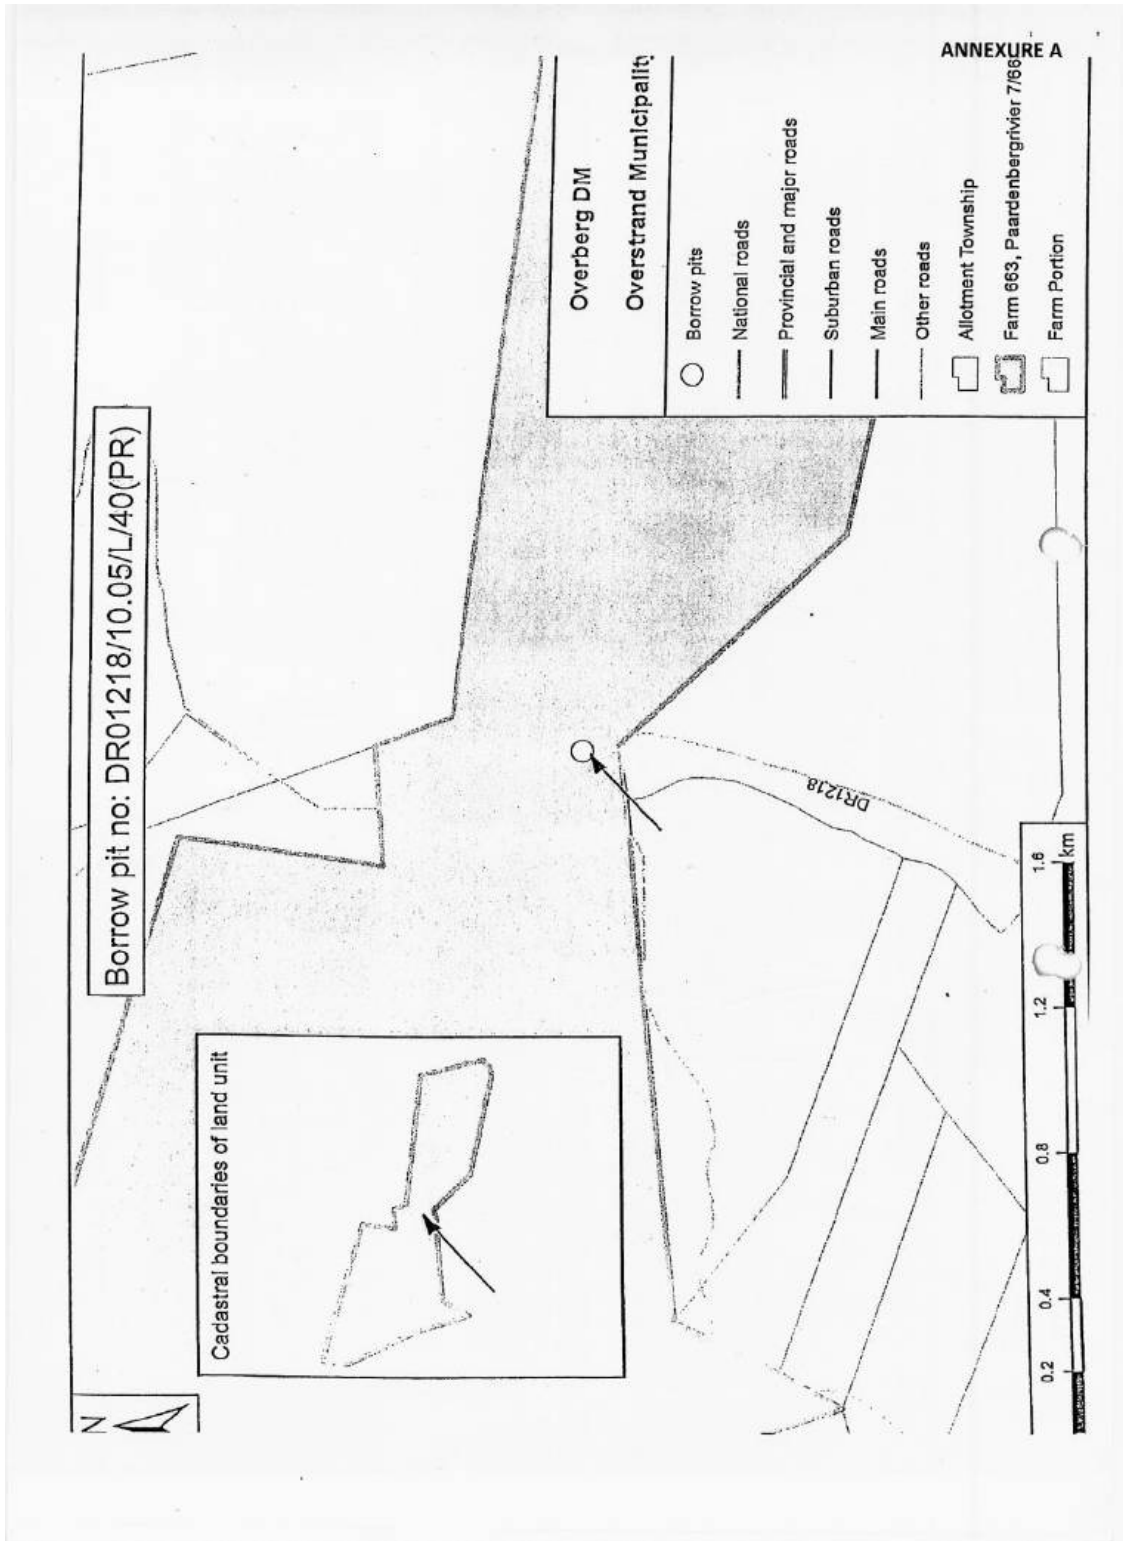 ANNEXURE A
Borrow pit no: DR01218/10.05/L/40(PR)
N
Cadastral boundaries of land unit
DR1218
Overberg DM
Overstrand Municipality
Borrow pits
National roads
Provincial and major roads
Suburban roads
Main roads
Other roads
Allotment Township
Farm 663, Paardenbergrivier 7/66
Farm Portion
0.2 0.4 0.8 1.2 1.6
km